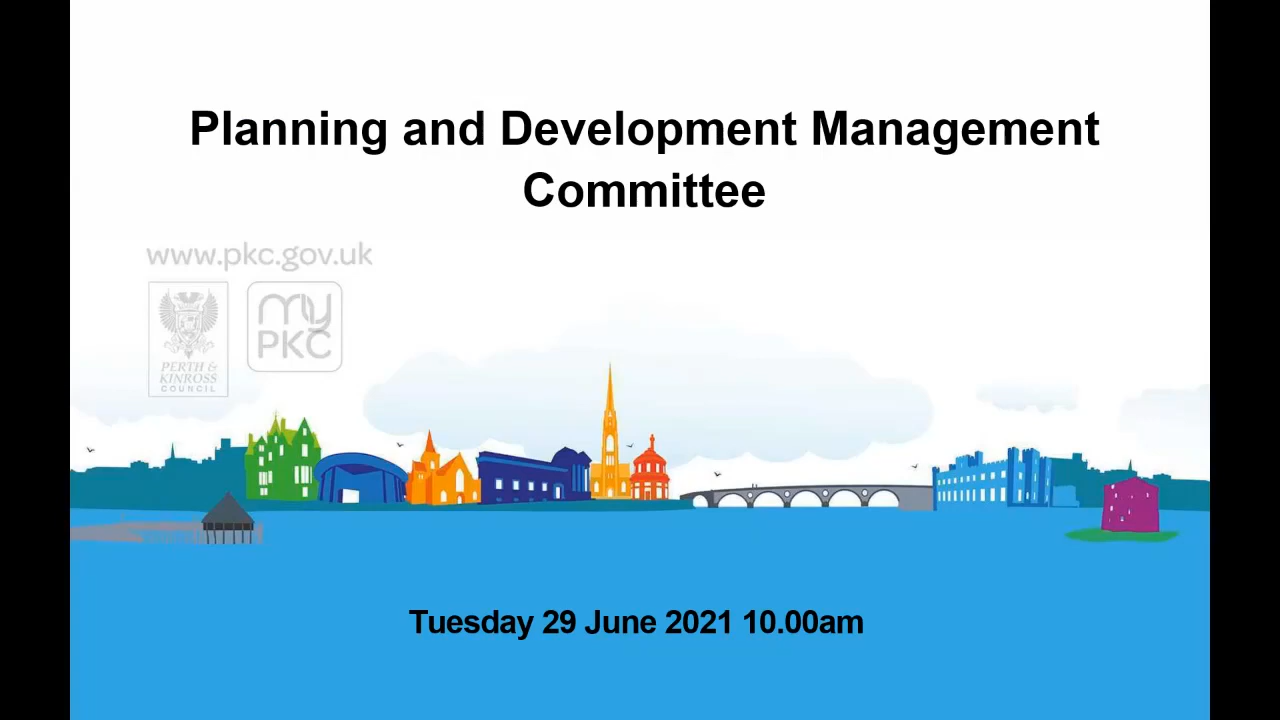 Planning and Development Management
Committee
www.pkc.gov.uk
my
PKC
PERTH &
KINROSS
COUNCIL
Tuesday 29 June 2021 10.00am